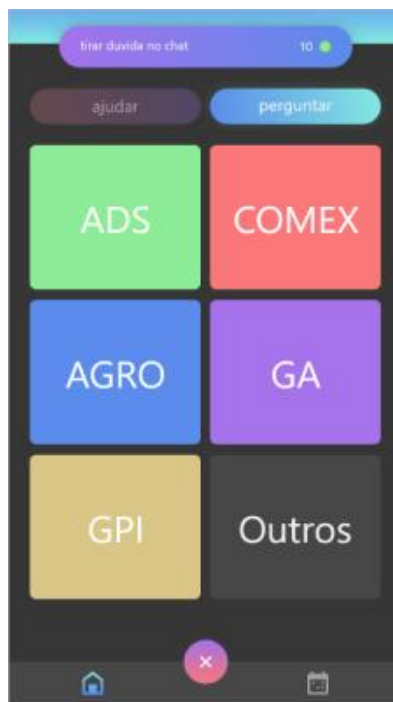 tirar duvida no chat 10
ajudar perguntar
ADS COMEX
AGRO GA
GPI Outros